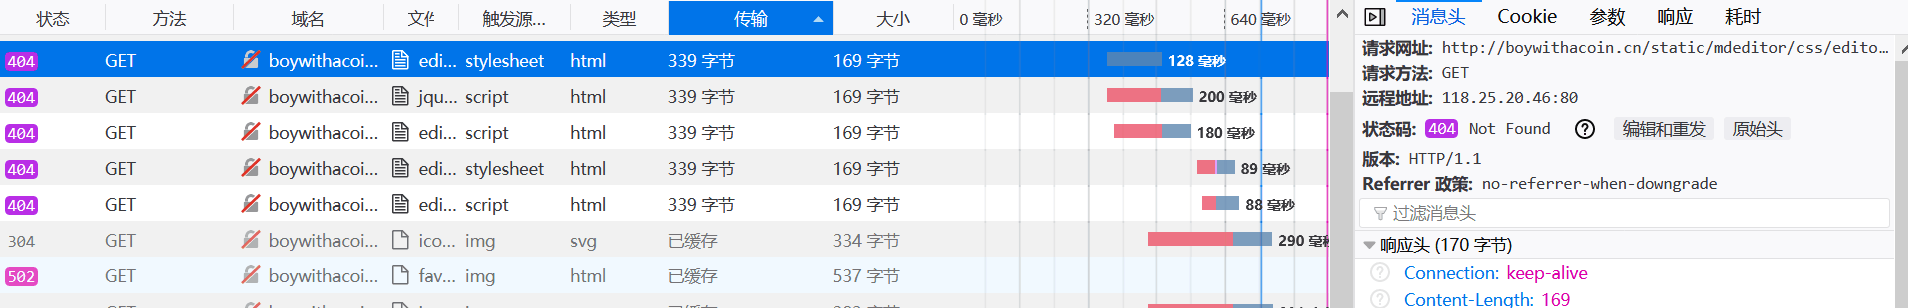 状态 方法 域名 文件 触发源... 类型 传输 大小 0 毫秒 320 毫秒 640 毫秒
404 GET boywithacoi... edi... stylesheet html 339 字节 169 字节 128 毫秒
404 GET boywithacoi... jqu... script html 339 字节 169 字节 200 毫秒
404 GET boywithacoi... edi... script html 339 字节 169 字节 180 毫秒
404 GET boywithacoi... edi... stylesheet html 339 字节 169 字节 89 毫秒
404 GET boywithacoi... edi... script html 339 字节 169 字节 88 毫秒
304 GET boywithacoi... ico... img svg 已缓存 334 字节 290 毫
502 GET boywithacoi... fav... img html 已缓存 537 字节
消息头 Cookie 参数 响应 耗时
请求网址: http://boywithacoin.cn/static/mdeditor/css/edito...
请求方法: GET
远程地址: 118.25.20.46:80
状态码: 404 Not Found ? 编辑和重发 原始头
版本: HTTP/1.1
Referrer 政策: no-referrer-when-downgrade
过滤消息头
响应头 (170 字节)
? Connection: keep-alive
? Content-Length: 169